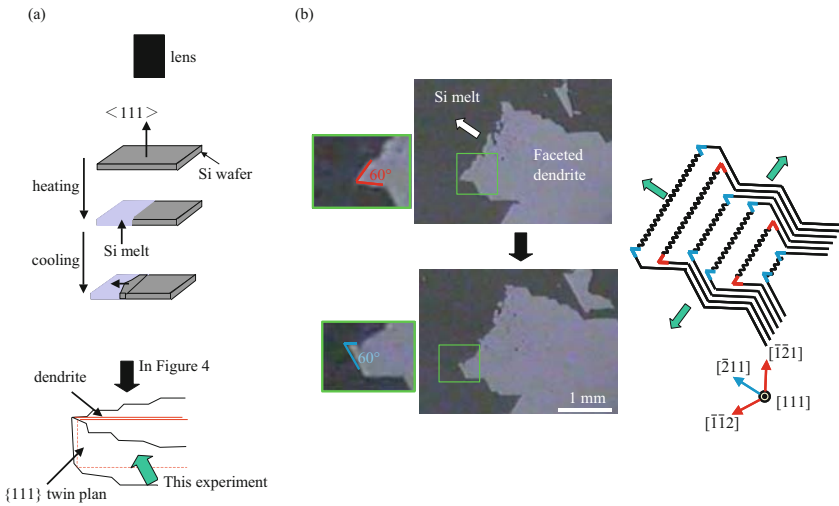 (a)
lens
＜111＞
Si wafer
heating
Si melt
cooling
In Figure 4
dendrite
{111} twin plan
This experiment
(b)
Si melt
Faceted
dendrite
60°
60°
1 mm
[1̅2̅1]
[2̅11]
[111]
[1̅1̅2]